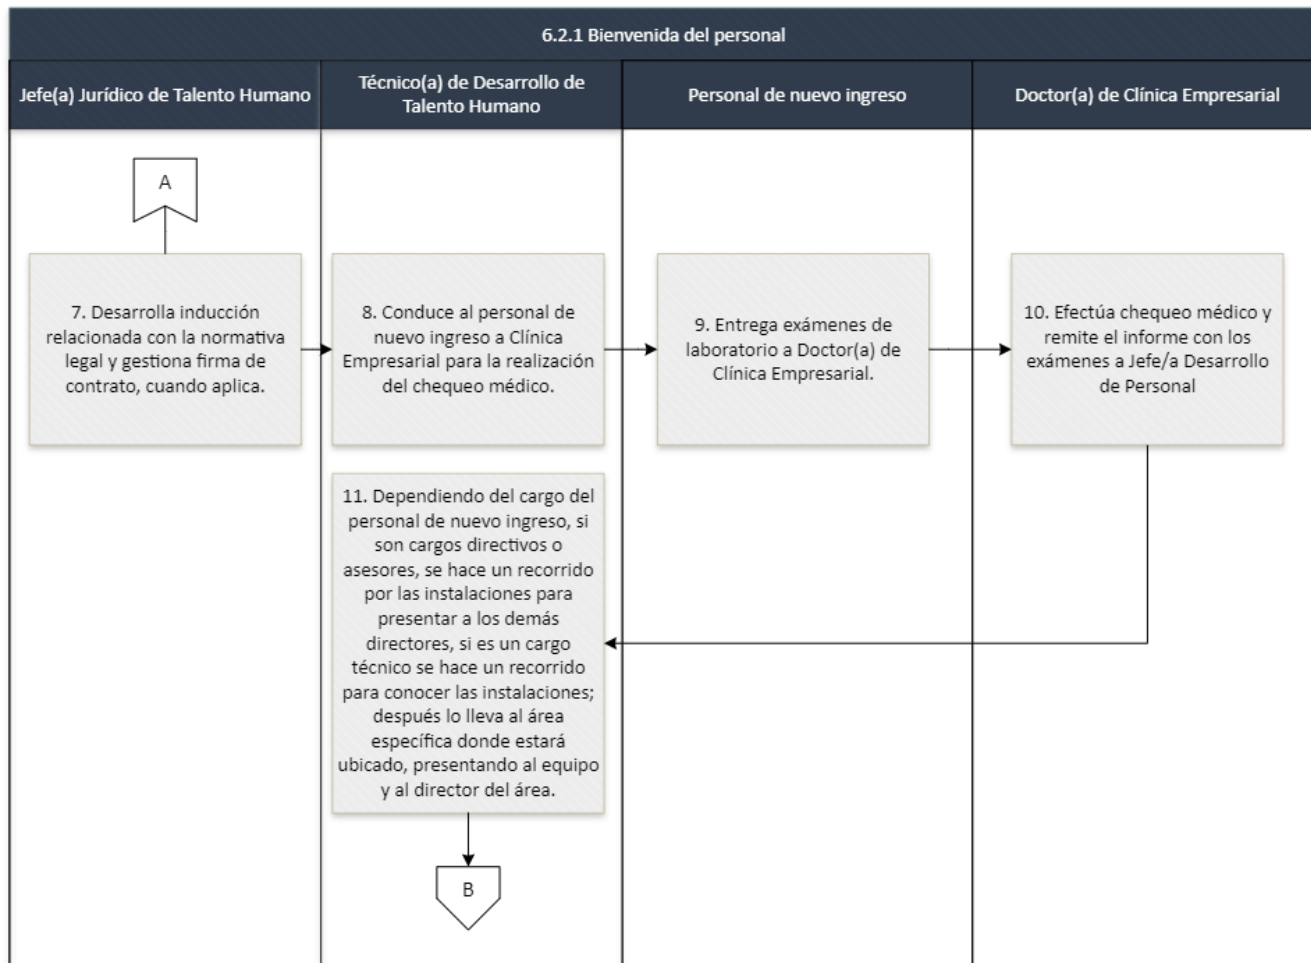 6.2.1 Bienvenida del personal
Jefe(a) Jurídico de Talento Humano
Técnico(a) de Desarrollo de
Talento Humano
Personal de nuevo ingreso
Doctor(a) de Clínica Empresarial
A
7. Desarrolla inducción
relacionada con la normativa
legal y gestiona firma de
contrato, cuando aplica.
8. Conduce al personal de
nuevo ingreso a Clínica
Empresarial para la realización
del chequeo médico.
9. Entrega exámenes de
laboratorio a Doctor(a) de
Clínica Empresarial.
10. Efectúa chequeo médico y
remite el informe con los
exámenes a Jefe/a Desarrollo
de Personal
11. Dependiendo del cargo del
personal de nuevo ingreso, si
son cargos directivos o
asesores, se hace un recorrido
por las instalaciones para
presentar a los demás
directores, si es un cargo
técnico se hace un recorrido
para conocer las instalaciones;
después lo lleva al área
específica donde estará
ubicado, presentando al equipo
y al director del área.
B